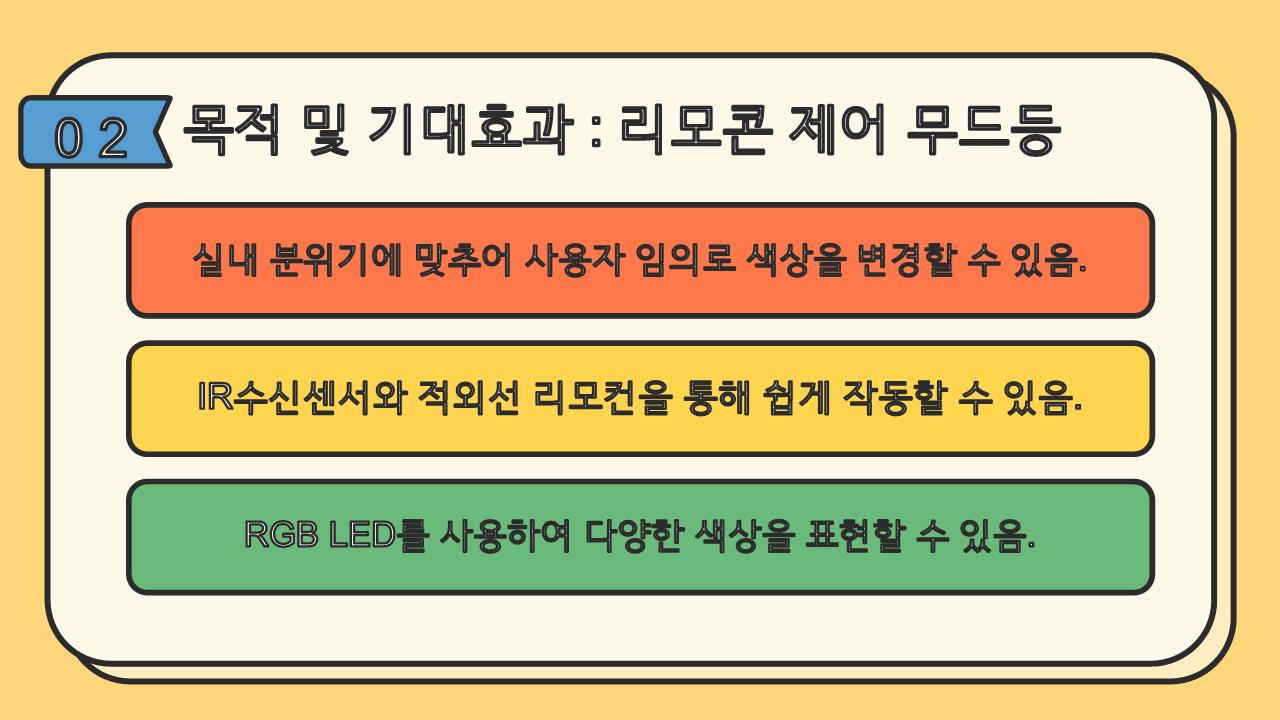 02
목적 및 기대효과 : 리모콘 제어 무드등
실내 분위기에 맞추어 사용자 임의로 색상을 변경할 수 있음.
IR수신센서와 적외선 리모컨을 통해 쉽게 작동할 수 있음.
RGB LED를 사용하여 다양한 색상을 표현할 수 있음.